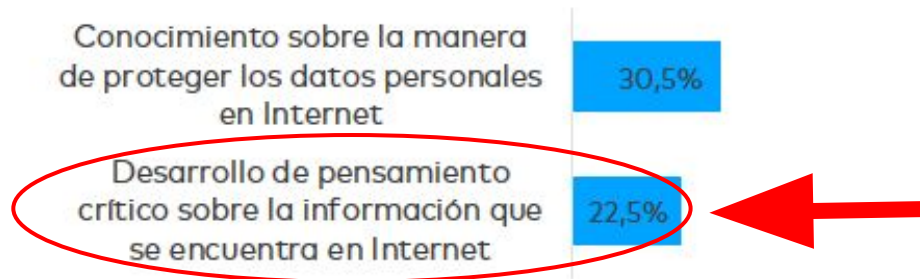 Conocimiento sobre la manera
de proteger los datos personales
en Internet
30,5%
Desarrollo de pensamiento
crítico sobre la información que
se encuentra en Internet
22,5%